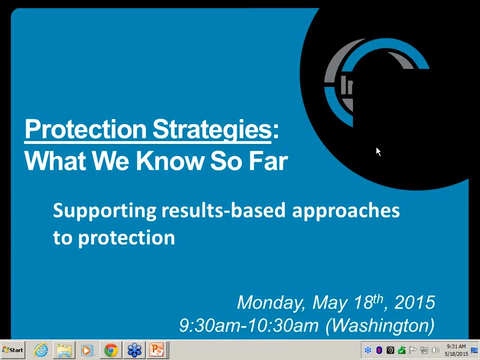 Protection Strategies:
What We Know So Far
Supporting results-based approaches
to protection
Monday, May 18th, 2015
9:30am-10:30am (Washington)
Start
9:31 AM
5/18/2015